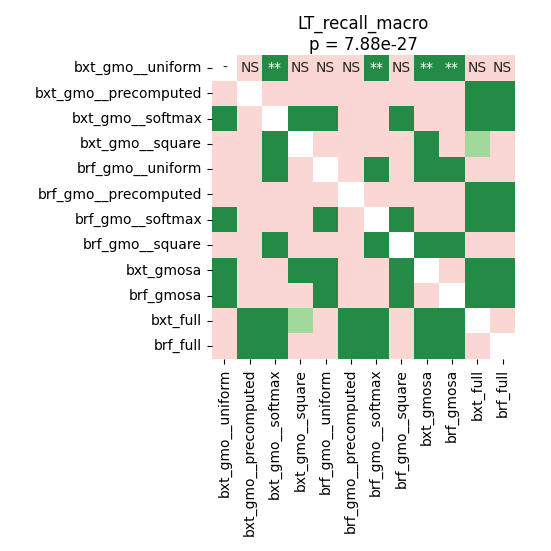 LT_recall_macro
p = 7.88e-27
bxt_gmo__uniform - NS ** NS NS NS ** NS ** ** NS NS
bxt_gmo__precomputed
bxt_gmo__softmax
bxt_gmo__square
brf_gmo__uniform
brf_gmo__precomputed
brf_gmo__softmax
brf_gmo__square
bxt_gmosa
brf_gmosa
bxt_full
brf_full
bxt_gmo__uniform
bxt_gmo__precomputed
bxt_gmo__softmax
bxt_gmo__square
brf_gmo__uniform
brf_gmo__precomputed
brf_gmo__softmax
brf_gmo__square
bxt_gmosa
brf_gmosa
bxt_full
brf_full